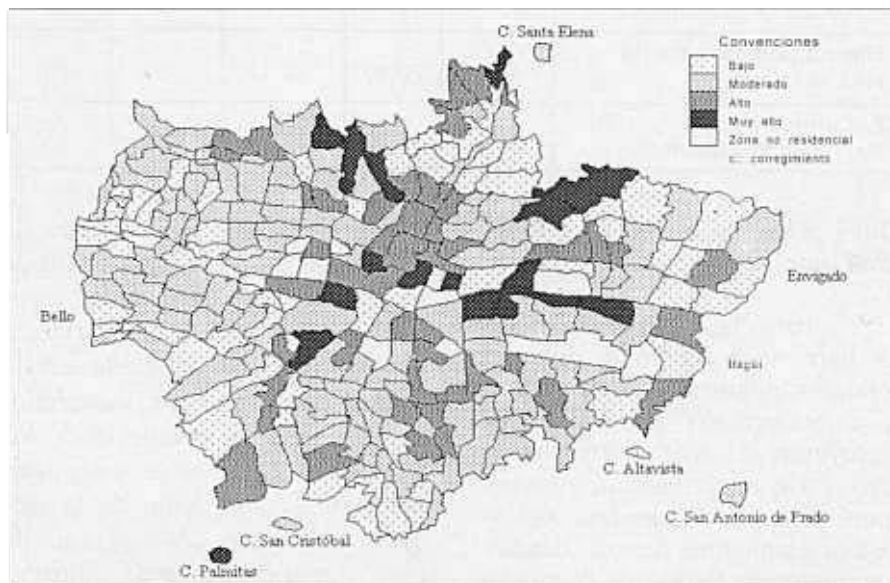 C. Santa Elena
Convenciones
Bajo
Moderado
Alto
Muy alto
Zona no residencial
c. corregimiento
Envigado
Bello
Itagüí
C. Altavista
C. San Antonio de Prado
C. San Cristóbal
C. Palmitas